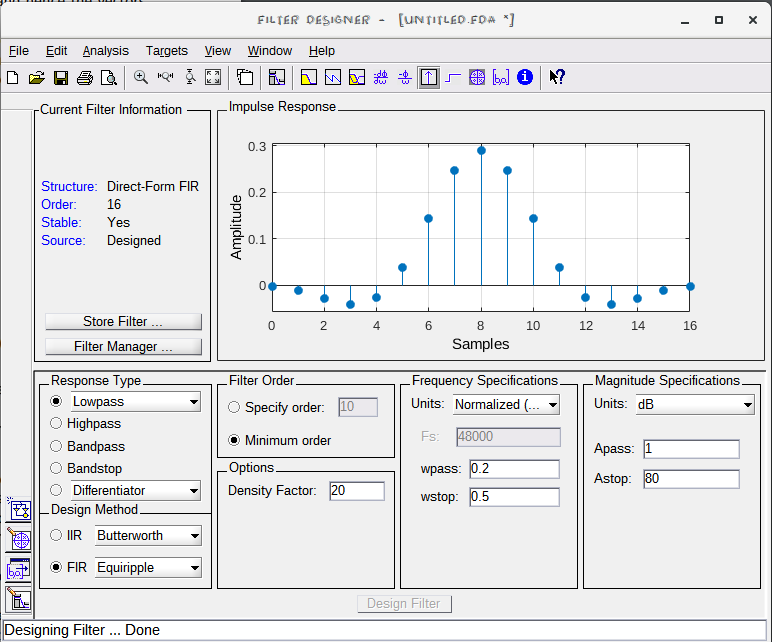 FILTER DESIGNER - [UNTITLED.FDA *]
File Edit Analysis Targets View Window Help
Current Filter Information
Structure: Direct-Form FIR
Order: 16
Stable: Yes
Source: Designed
Store Filter ...
Filter Manager ...
Impulse Response
Amplitude
0.3
0.2
0.1
0
0 2 4 6 8 10 12 14 16
Samples
Response Type
Lowpass
Highpass
Bandpass
Bandstop
Differentiator
Design Method
IIR Butterworth
FIR Equiripple
Filter Order
Specify order: 10
Minimum order
Options
Density Factor: 20
Frequency Specifications
Units: Normalized (...
Fs: 48000
wpass: 0.2
wstop: 0.5
Magnitude Specifications
Units: dB
Apass: 1
Astop: 80
Design Filter
Designing Filter ... Done